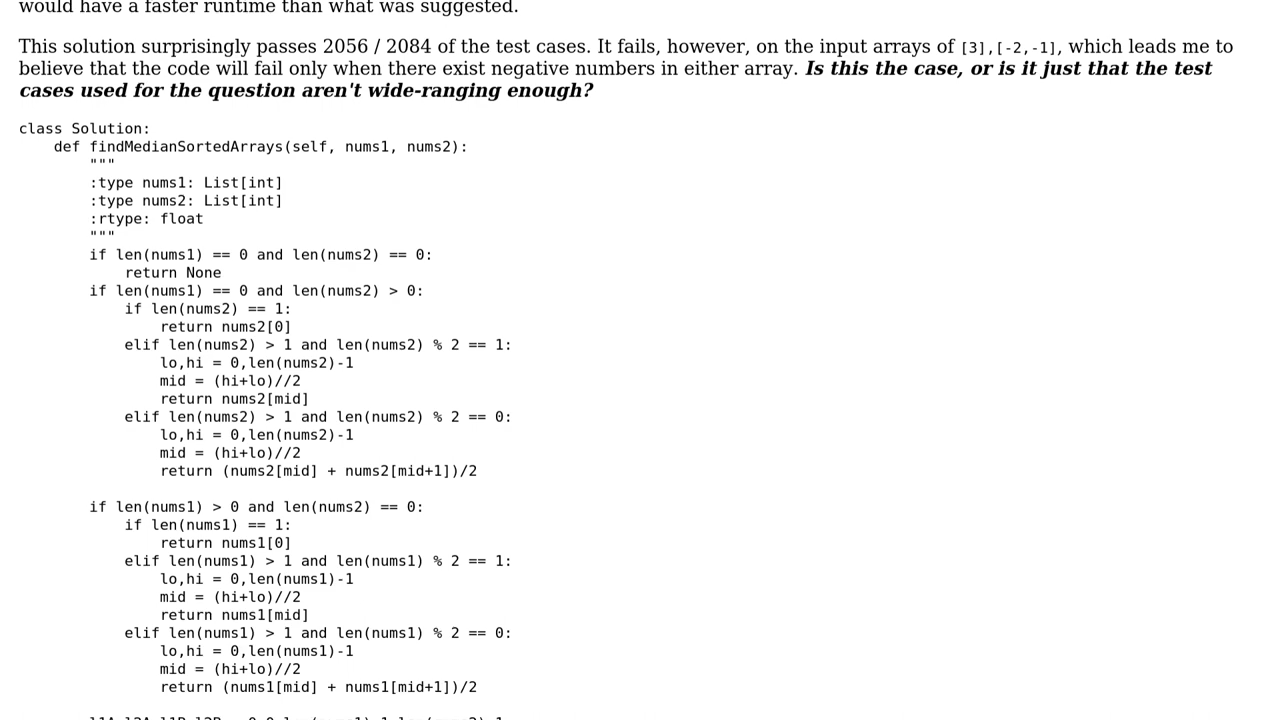 would have a faster runtime than what was suggested.
This solution surprisingly passes 2056 / 2084 of the test cases. It fails, however, on the input arrays of [3],[-2,-1], which leads me to
believe that the code will fail only when there exist negative numbers in either array. Is this the case, or is it just that the test
cases used for the question aren't wide-ranging enough?
class Solution:
    def findMedianSortedArrays(self, nums1, nums2):
        """
        :type nums1: List[int]
        :type nums2: List[int]
        :rtype: float
        """
        if len(nums1) == 0 and len(nums2) == 0:
            return None
        if len(nums1) == 0 and len(nums2) > 0:
            if len(nums2) == 1:
                return nums2[0]
            elif len(nums2) > 1 and len(nums2) % 2 == 1:
                lo,hi = 0,len(nums2)-1
                mid = (hi+lo)//2
                return nums2[mid]
            elif len(nums2) > 1 and len(nums2) % 2 == 0:
                lo,hi = 0,len(nums2)-1
                mid = (hi+lo)//2
                return (nums2[mid] + nums2[mid+1])/2
        if len(nums1) > 0 and len(nums2) == 0:
            if len(nums1) == 1:
                return nums1[0]
            elif len(nums1) > 1 and len(nums1) % 2 == 1:
                lo,hi = 0,len(nums1)-1
                mid = (hi+lo)//2
                return nums1[mid]
            elif len(nums1) > 1 and len(nums1) % 2 == 0:
                lo,hi = 0,len(nums1)-1
                mid = (hi+lo)//2
                return (nums1[mid] + nums1[mid+1])/2